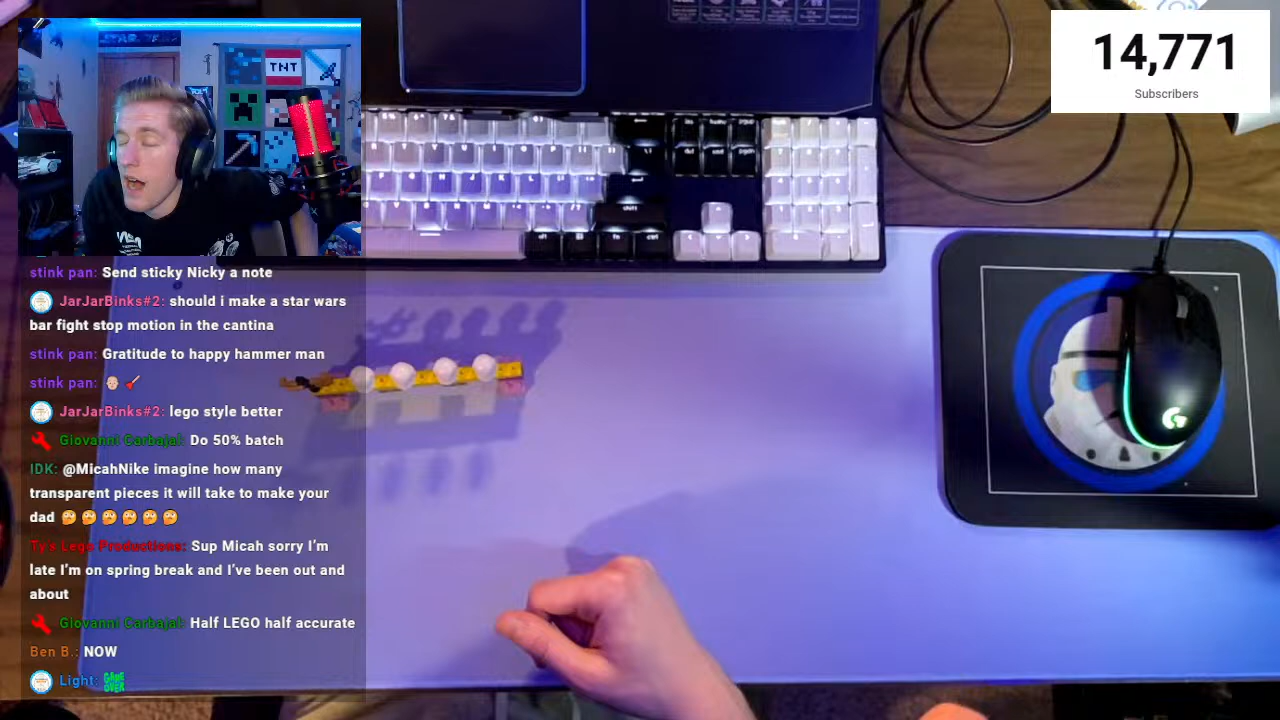 14,771
Subscribers
TNT
stink pan: Send sticky Nicky a note
JarJarBinks#2: should i make a star wars
bar fight stop motion in the cantina
stink pan: Gratitude to happy hammer man
stink pan:
JarJarBinks#2: lego style better
Giovanni Carbajal: Do 50% batch
IDK: @MicahNike imagine how many
transparent pieces it will take to make your
dad
Ty's Lego Productions: Sup Micah sorry I'm
late I'm on spring break and I've been out and
about
Giovanni Carbajal: Half LEGO half accurate
Ben B.: NOW
Light: GAME OVER